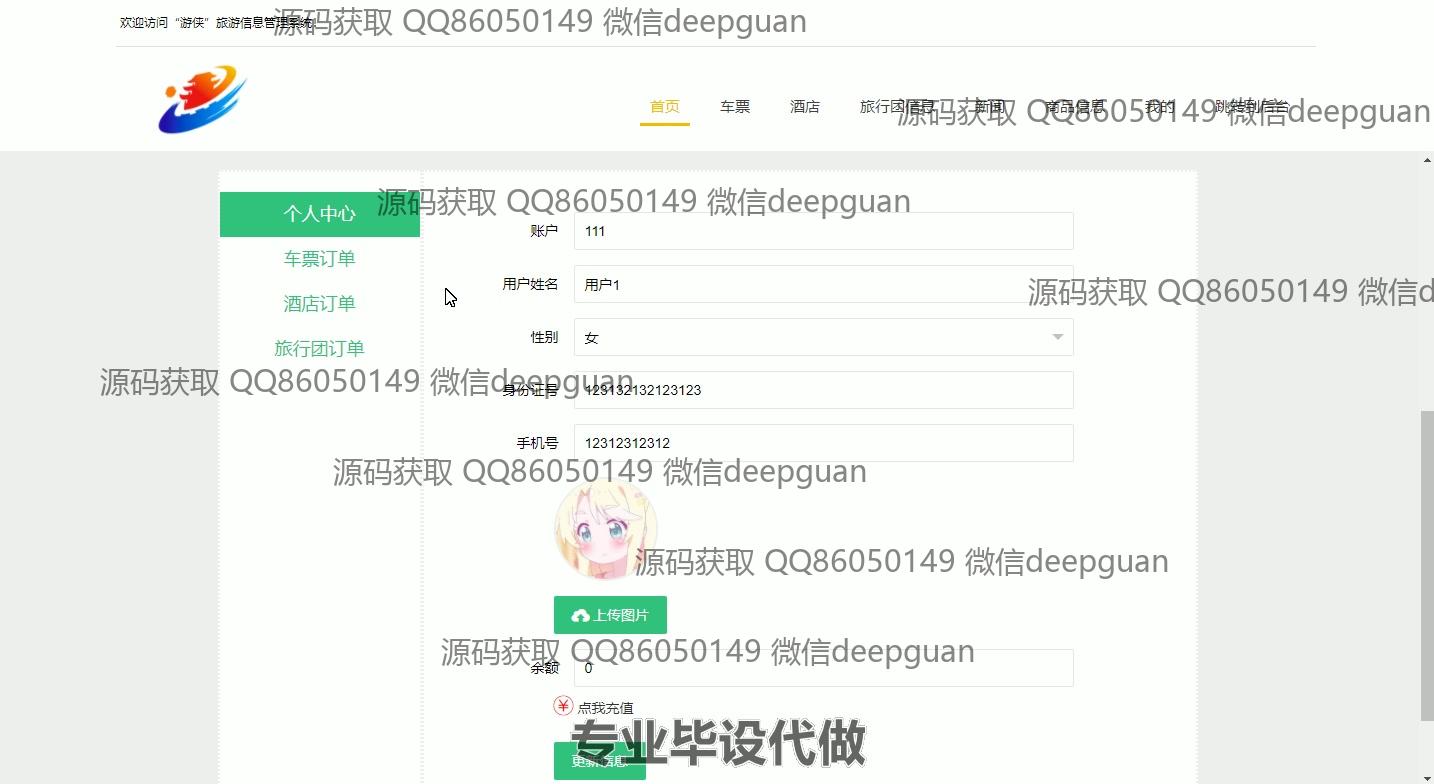 欢迎访问“游侠”旅游信息管理系统!
源码获取 QQ86050149 微信deepguan
首页 车票 酒店 旅行团信息 新闻 商品信息 我的 跳转到后台
源码获取 QQ86050149 微信deepguan
源码获取 QQ86050149 微信deepguan
个人中心
账户 111
车票订单
用户姓名 用户1
源码获取 QQ86050149 微信d
酒店订单
性别 女
旅行团订单
源码获取 QQ86050149 微信deepguan
身份证号 123132132123123
手机号 12312312312
源码获取 QQ86050149 微信deepguan
源码获取 QQ86050149 微信deepguan
上传图片
源码获取 QQ86050149 微信deepguan
余额 0
点我充值
专业毕设代做
更新信息